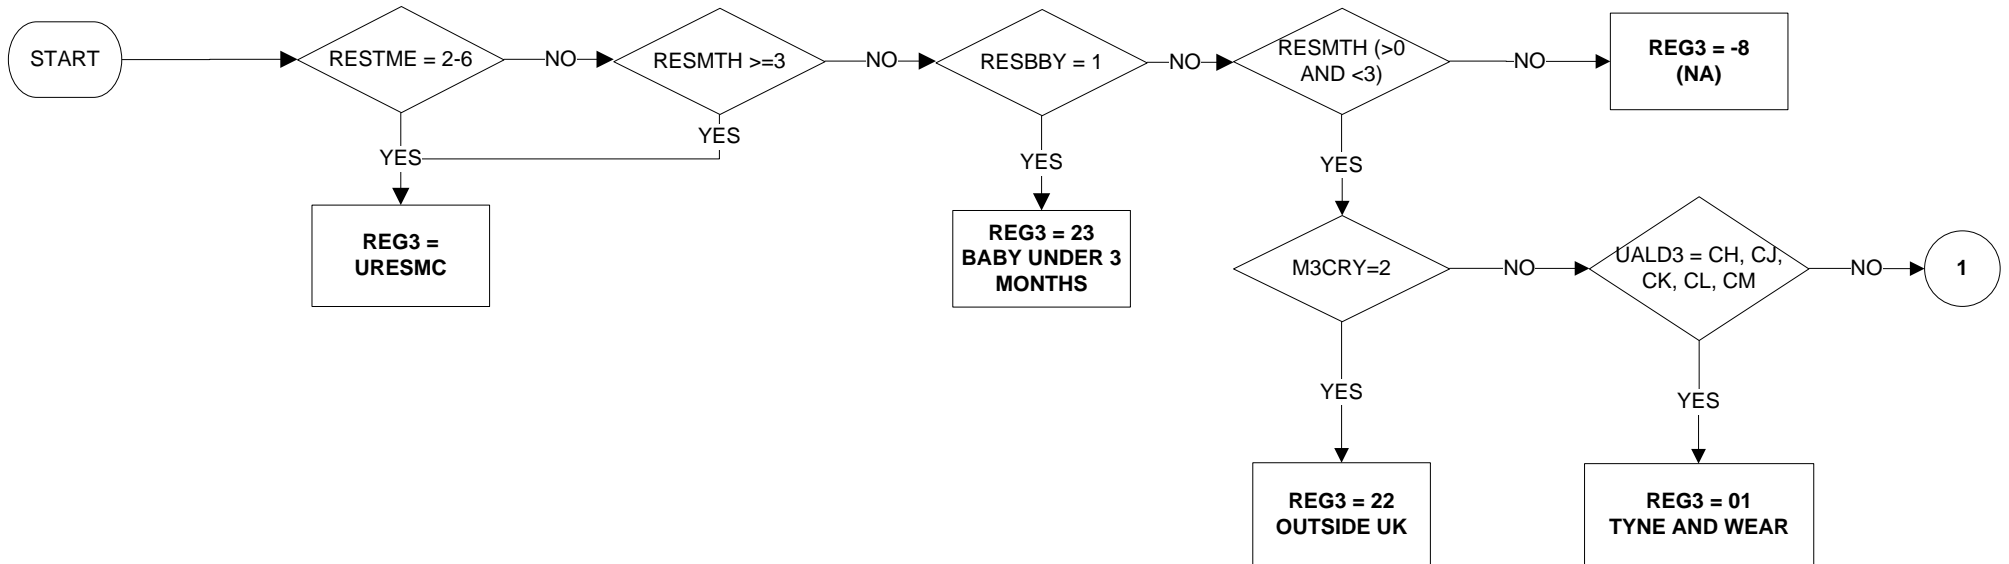 START
RESTME = 2-6
NO
RESMTH >=3
NO
RESBBY = 1
NO
RESMTH (>0
AND <3)
NO
REG3 = -8
(NA)
YES
YES
YES
YES
REG3 =
URESMC
REG3 = 23
BABY UNDER 3
MONTHS
M3CRY=2
NO
UALD3 = CH, CJ,
CK, CL, CM
NO
1
YES
YES
REG3 = 22
OUTSIDE UK
REG3 = 01
TYNE AND WEAR